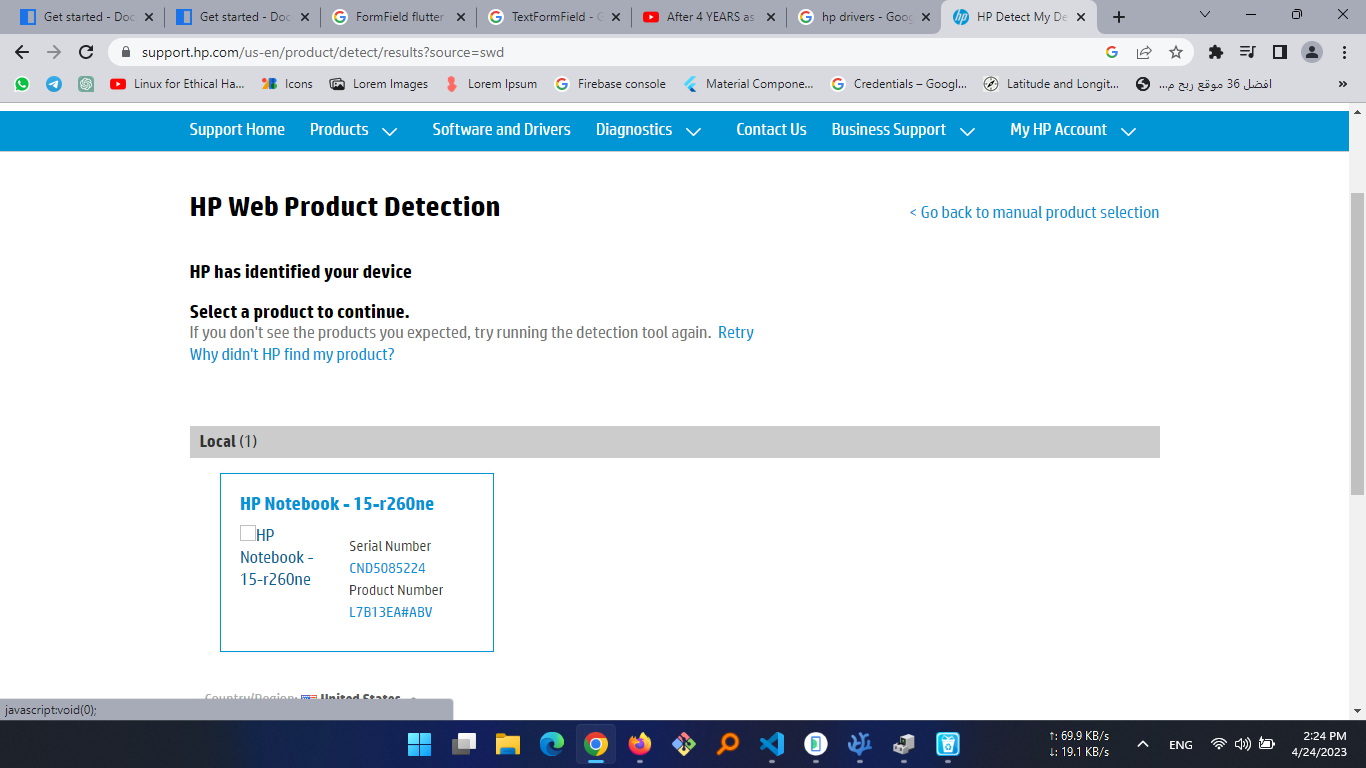 Get started - Doc
Get started - Doc
FormField flutter
TextFormField - G
After 4 YEARS as
hp drivers - Goog
HP Detect My De
support.hp.com/us-en/product/detect/results?source=swd
Linux for Ethical Ha...
Icons
Lorem Images
Lorem Ipsum
Firebase console
Material Compone...
Credentials – Googl...
Latitude and Longit...
افضل 36 موقع ربح م...
»
Support Home
Products
Software and Drivers
Diagnostics
Contact Us
Business Support
My HP Account
HP Web Product Detection
< Go back to manual product selection
HP has identified your device
Select a product to continue.
If you don't see the products you expected, try running the detection tool again. Retry
Why didn't HP find my product?
Local (1)
HP Notebook - 15-r260ne
HP
Notebook -
15-r260ne
Serial Number
CND5085224
Product Number
L7B13EA#ABV
Country/Region: United States
javascript:void(0);
↑: 69.9 KB/s
↓: 19.1 KB/s
ENG
2:24 PM
4/24/2023